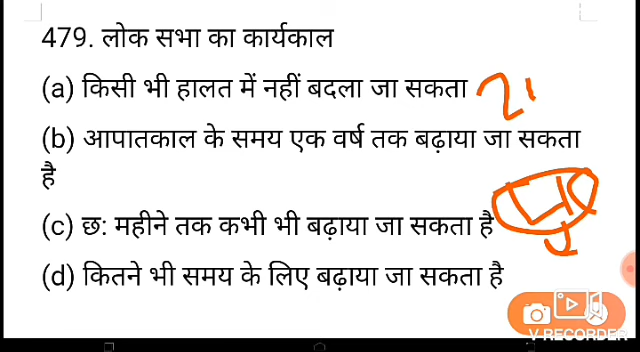 479. लोक सभा का कार्यकाल
(a) किसी भी हालत में नहीं बदला जा सकता
(b) आपातकाल के समय एक वर्ष तक बढ़ाया जा सकता
है
(c) छ: महीने तक कभी भी बढ़ाया जा सकता है
(d) कितने भी समय के लिए बढ़ाया जा सकता है
V RECORDER